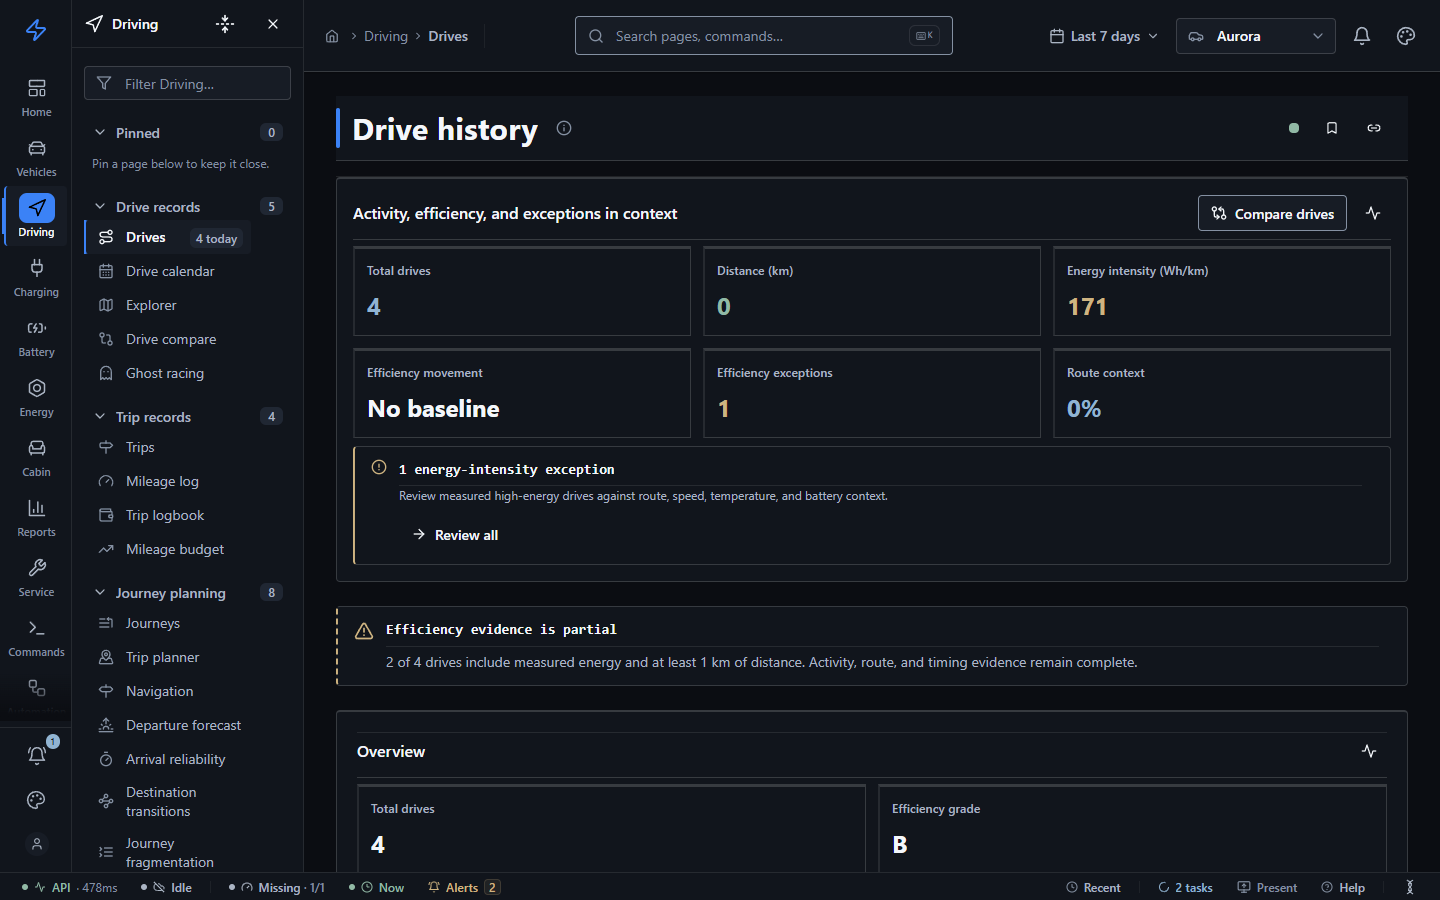 Home
Vehicles
Driving
Charging
Battery
Energy
Cabin
Reports
Service
Commands
1
Driving
Filter Driving...
Pinned 0
Pin a page below to keep it close.
Drive records 5
Drives 4 today
Drive calendar
Explorer
Drive compare
Ghost racing
Trip records 4
Trips
Mileage log
Trip logbook
Mileage budget
Journey planning 8
Journeys
Trip planner
Navigation
Departure forecast
Arrival reliability
Destination
transitions
Journey
fragmentation
Driving Drives
Search pages, commands... K
Last 7 days
Aurora
Drive history
Activity, efficiency, and exceptions in context
Compare drives
Total drives
4
Distance (km)
0
Energy intensity (Wh/km)
171
Efficiency movement
No baseline
Efficiency exceptions
1
Route context
0%
1 energy-intensity exception
Review measured high-energy drives against route, speed, temperature, and battery context.
Review all
Efficiency evidence is partial
2 of 4 drives include measured energy and at least 1 km of distance. Activity, route, and timing evidence remain complete.
Overview
Total drives
4
Efficiency grade
B
API · 478ms Idle Missing · 1/1 Now Alerts 2 Recent 2 tasks Present Help